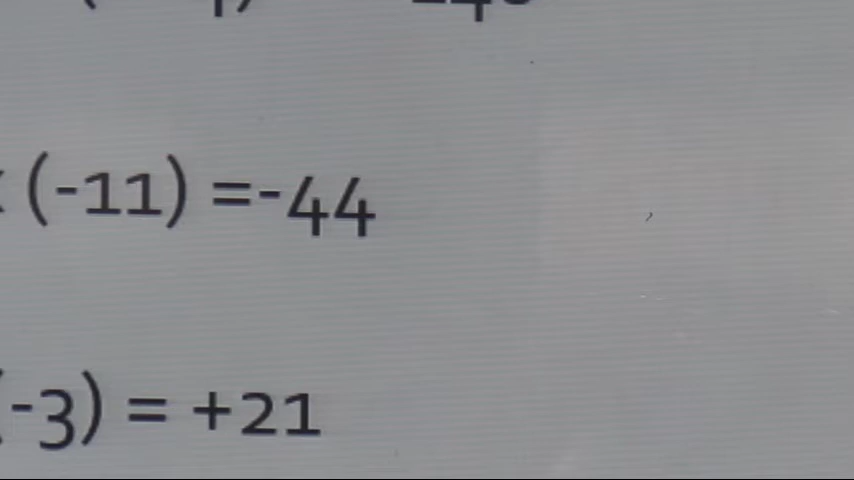 (-11) =-44
(-3) = +21